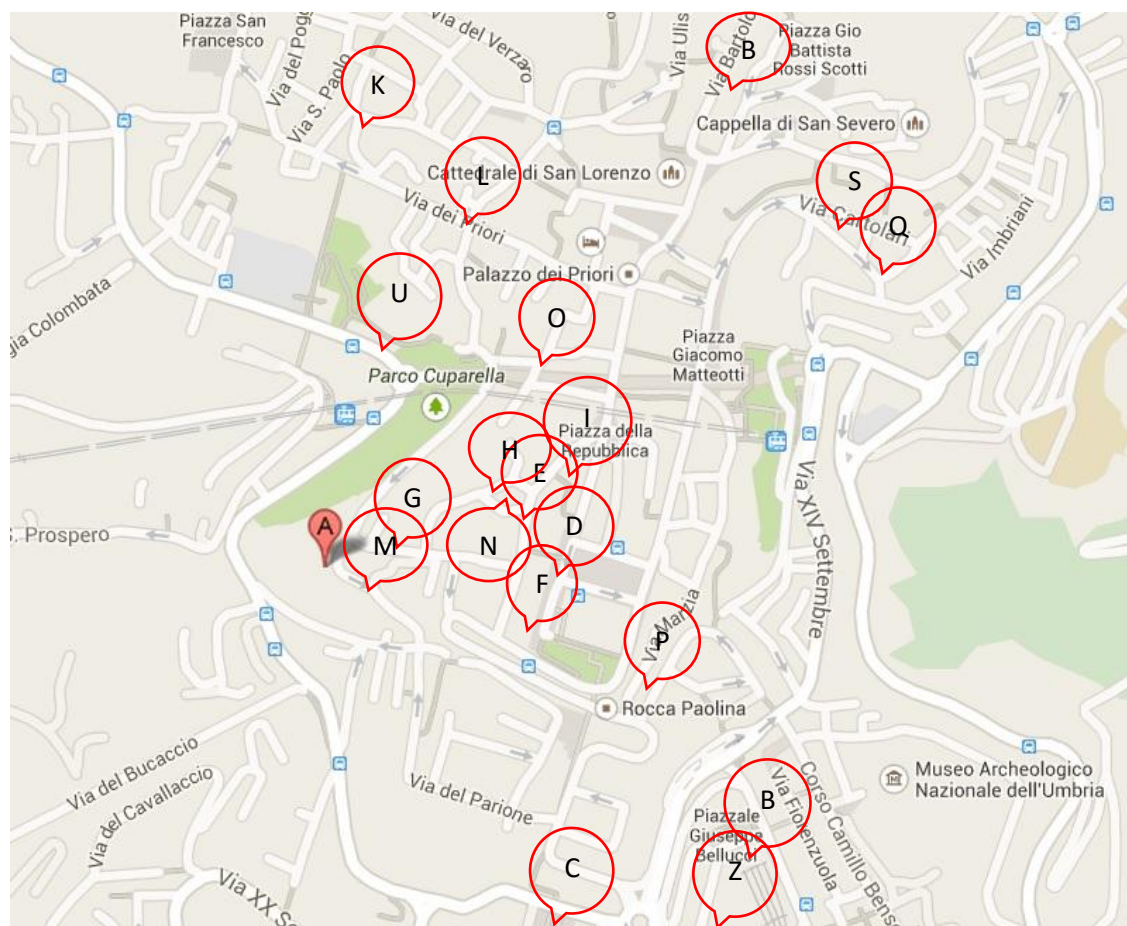 Piazza San
Francesco
Via del Pogg
Via del Verzaro
Via S. Paolo
K
Via Ulis
Via Bartolo
B
Piazza Gio
Battista
Rossi Scotti
Cappella di San Severo
L
Cattedrale di San Lorenzo
S
Via Cartolari
Q
Via Imbriani
Via dei Priori
Palazzo dei Priori
U
O
gia Colombata
Piazza
Giacomo
Matteotti
Parco Cuparella
I
Piazza della
Repubblica
H
E
G
D
Via XIV Settembre
S. Prospero
A
M
N
F
Via Marzia
P
Rocca Paolina
Via del Bucaccio
Via del Cavallaccio
Via del Parione
Museo Archeologico
Nazionale dell'Umbria
B
Piazzale
Giuseppe
Bellucci
Via Fiorenzuola
Corso Camillo Benso
C
Z
Via XX Se